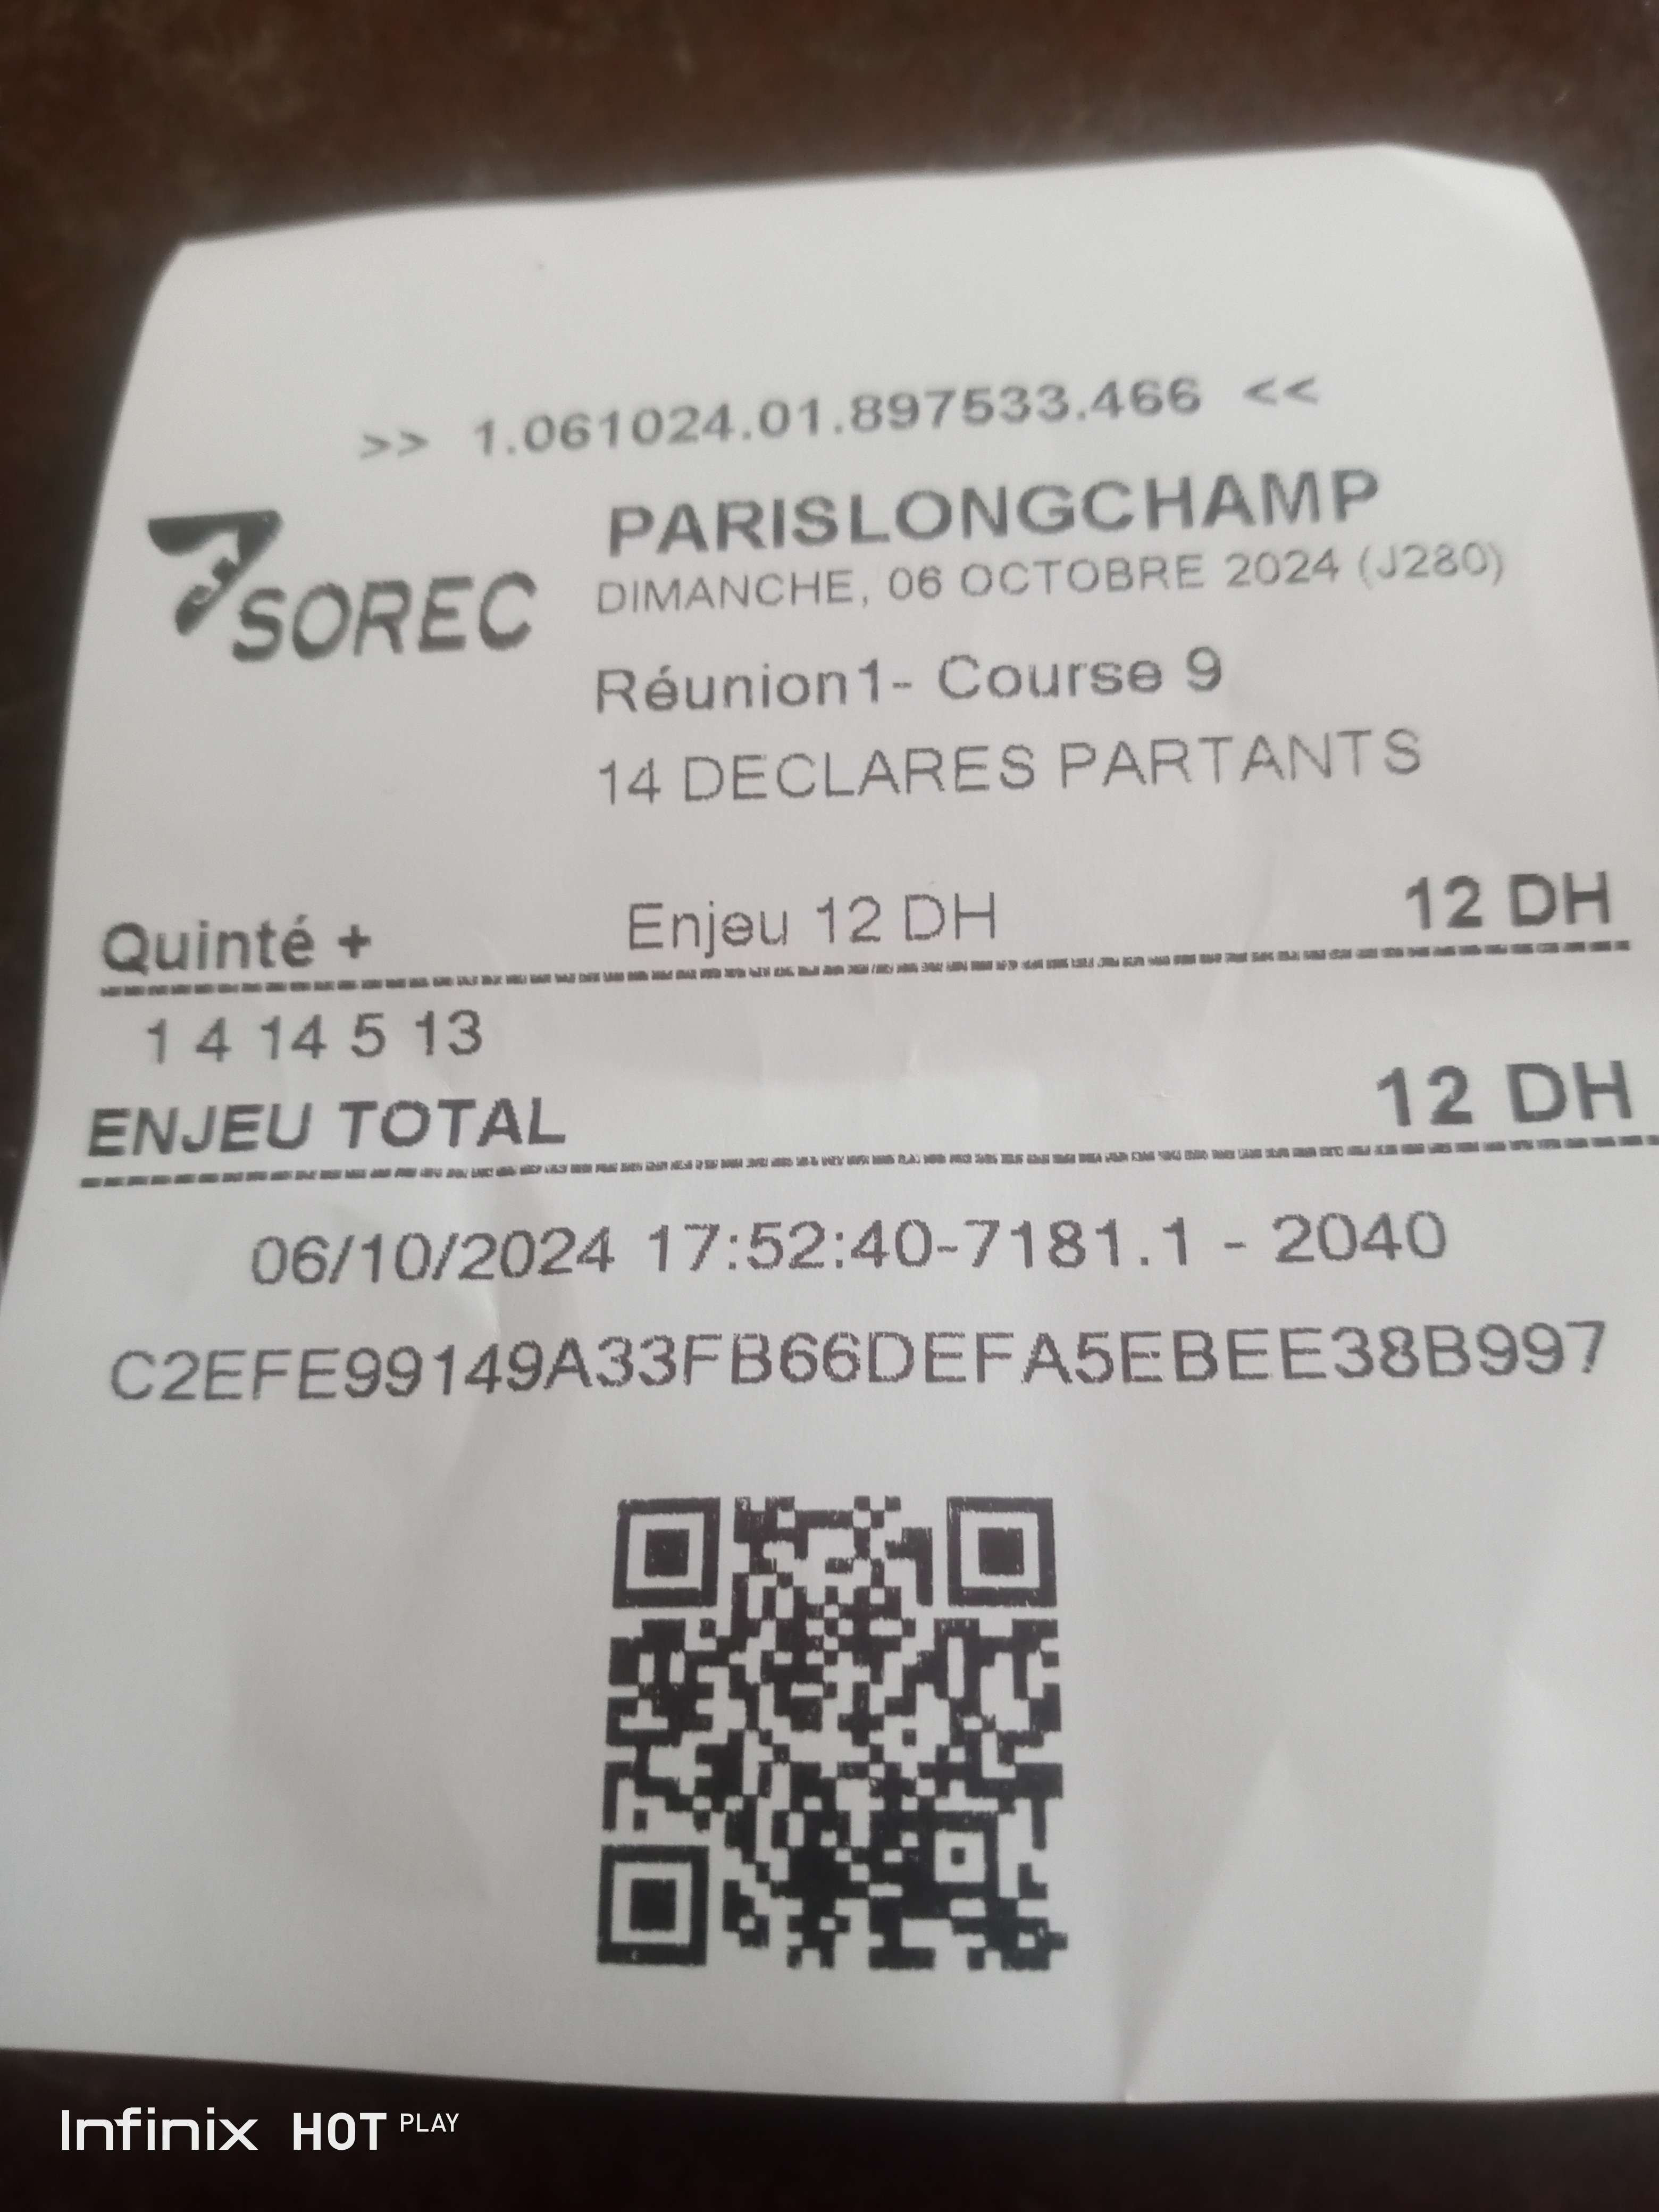 >> 1.061024.01.897533.466 <<
SOREC
PARISLONGCHAMP
DIMANCHE, 06 OCTOBRE 2024 (J280)
Réunion1- Course 9
14 DECLARES PARTANTS
Quinté + Enjeu 12 DH 12 DH
1 4 14 5 13
ENJEU TOTAL 12 DH
06/10/2024 17:52:40-7181.1 - 2040
C2EFE99149A33FB66DEFA5EBEE38B997
Infinix HOT PLAY